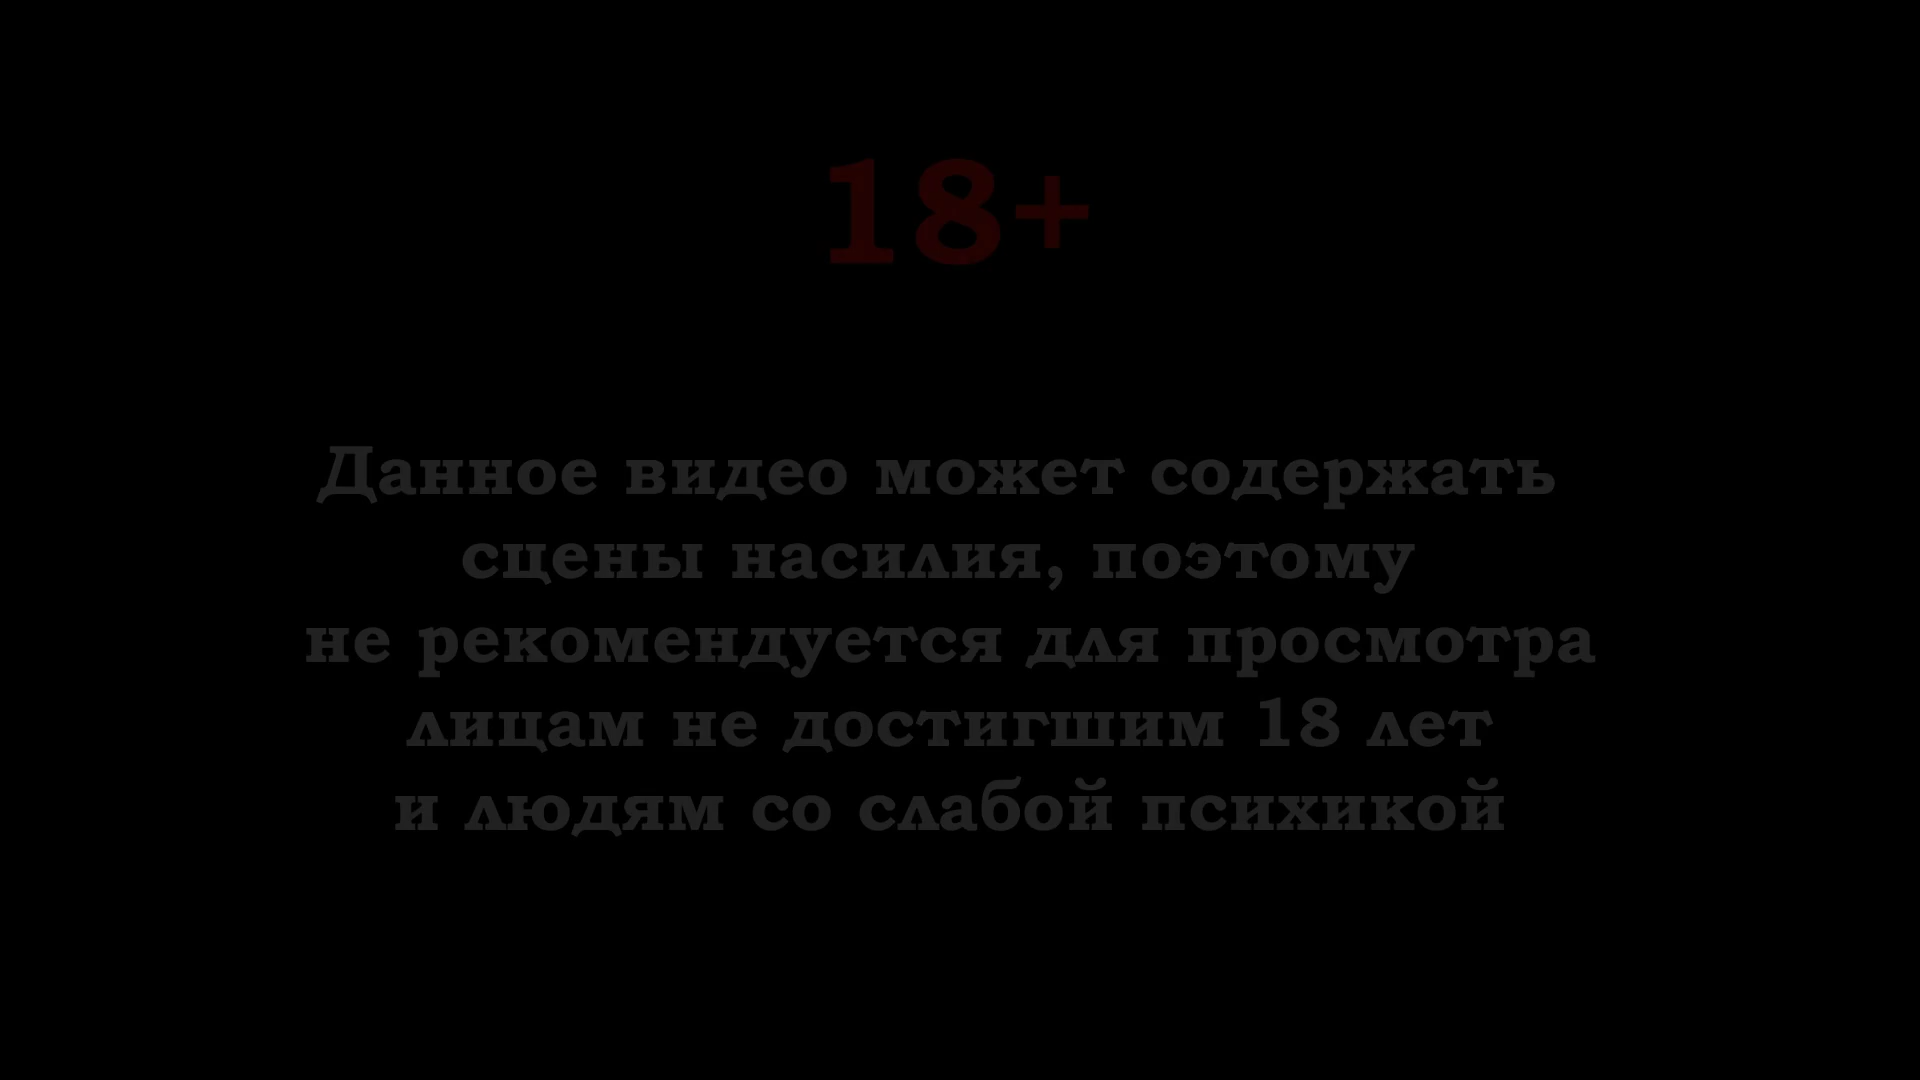 18+
Данное видео может содержать
сцены насилия, поэтому
не рекомендуется для просмотра
лицам не достигшим 18 лет
и людям со слабой психикой